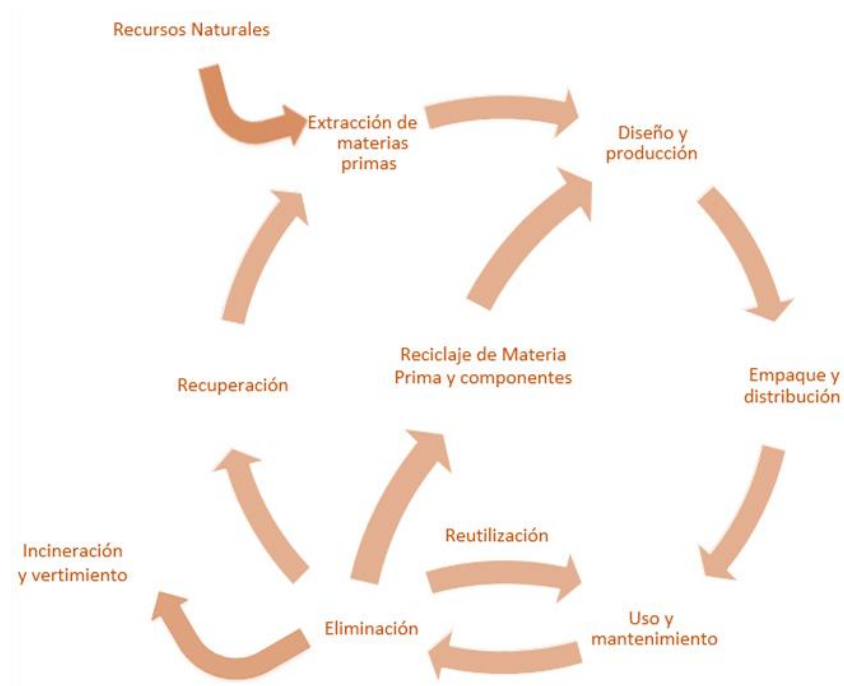 Recursos Naturales
Extracción de
materias
primas
Diseño y
producción
Reciclaje de Materia
Prima y componentes
Recuperación
Empaque y
distribución
Reutilización
Incineración
y vertimiento
Eliminación
Uso y
mantenimiento